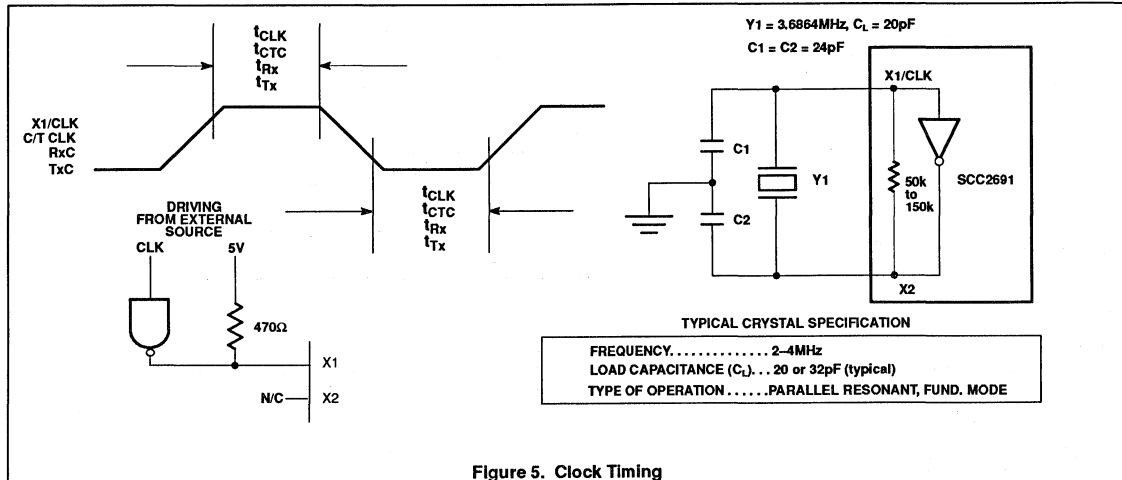 tCLK
tCTC
tRx
tTx
X1/CLK
C/T CLK
RxC
TxC
tCLK
tCTC
tRx
tTx
DRIVING
FROM EXTERNAL
SOURCE
CLK
5V
470Ω
X1
N/C
X2
Y1 = 3.6864MHz, CL = 20pF
C1 = C2 = 24pF
X1/CLK
C1
Y1
C2
50k
to
150k
SCC2691
X2
TYPICAL CRYSTAL SPECIFICATION
FREQUENCY. . . . . . . . . . . . . . 2–4MHz
LOAD CAPACITANCE (CL). . . 20 or 32pF (typical)
TYPE OF OPERATION . . . . . . PARALLEL RESONANT, FUND. MODE
Figure 5. Clock Timing